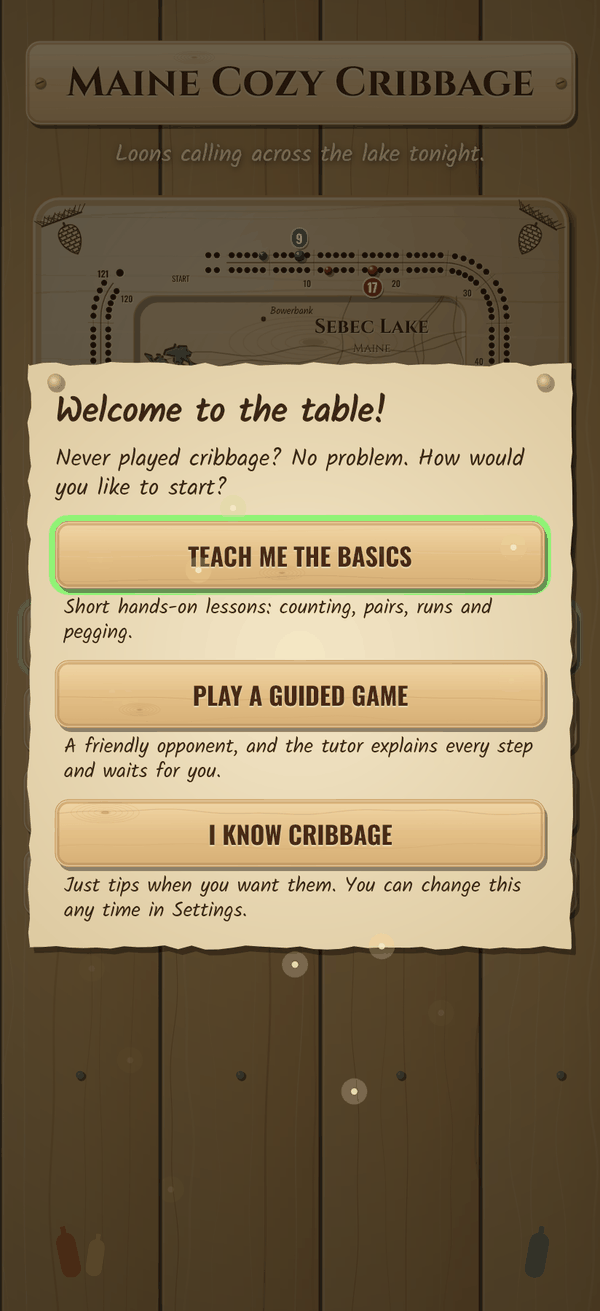 MAINE COZY CRIBBAGE
Loons calling across the lake tonight.
9
121
START
10
17
20
30
120
Bowerbank
SEBEC LAKE
MAINE
40
Welcome to the table!
Never played cribbage? No problem. How would
you like to start?
TEACH ME THE BASICS
Short hands-on lessons: counting, pairs, runs and
pegging.
PLAY A GUIDED GAME
A friendly opponent, and the tutor explains every step
and waits for you.
I KNOW CRIBBAGE
Just tips when you want them. You can change this
any time in Settings.